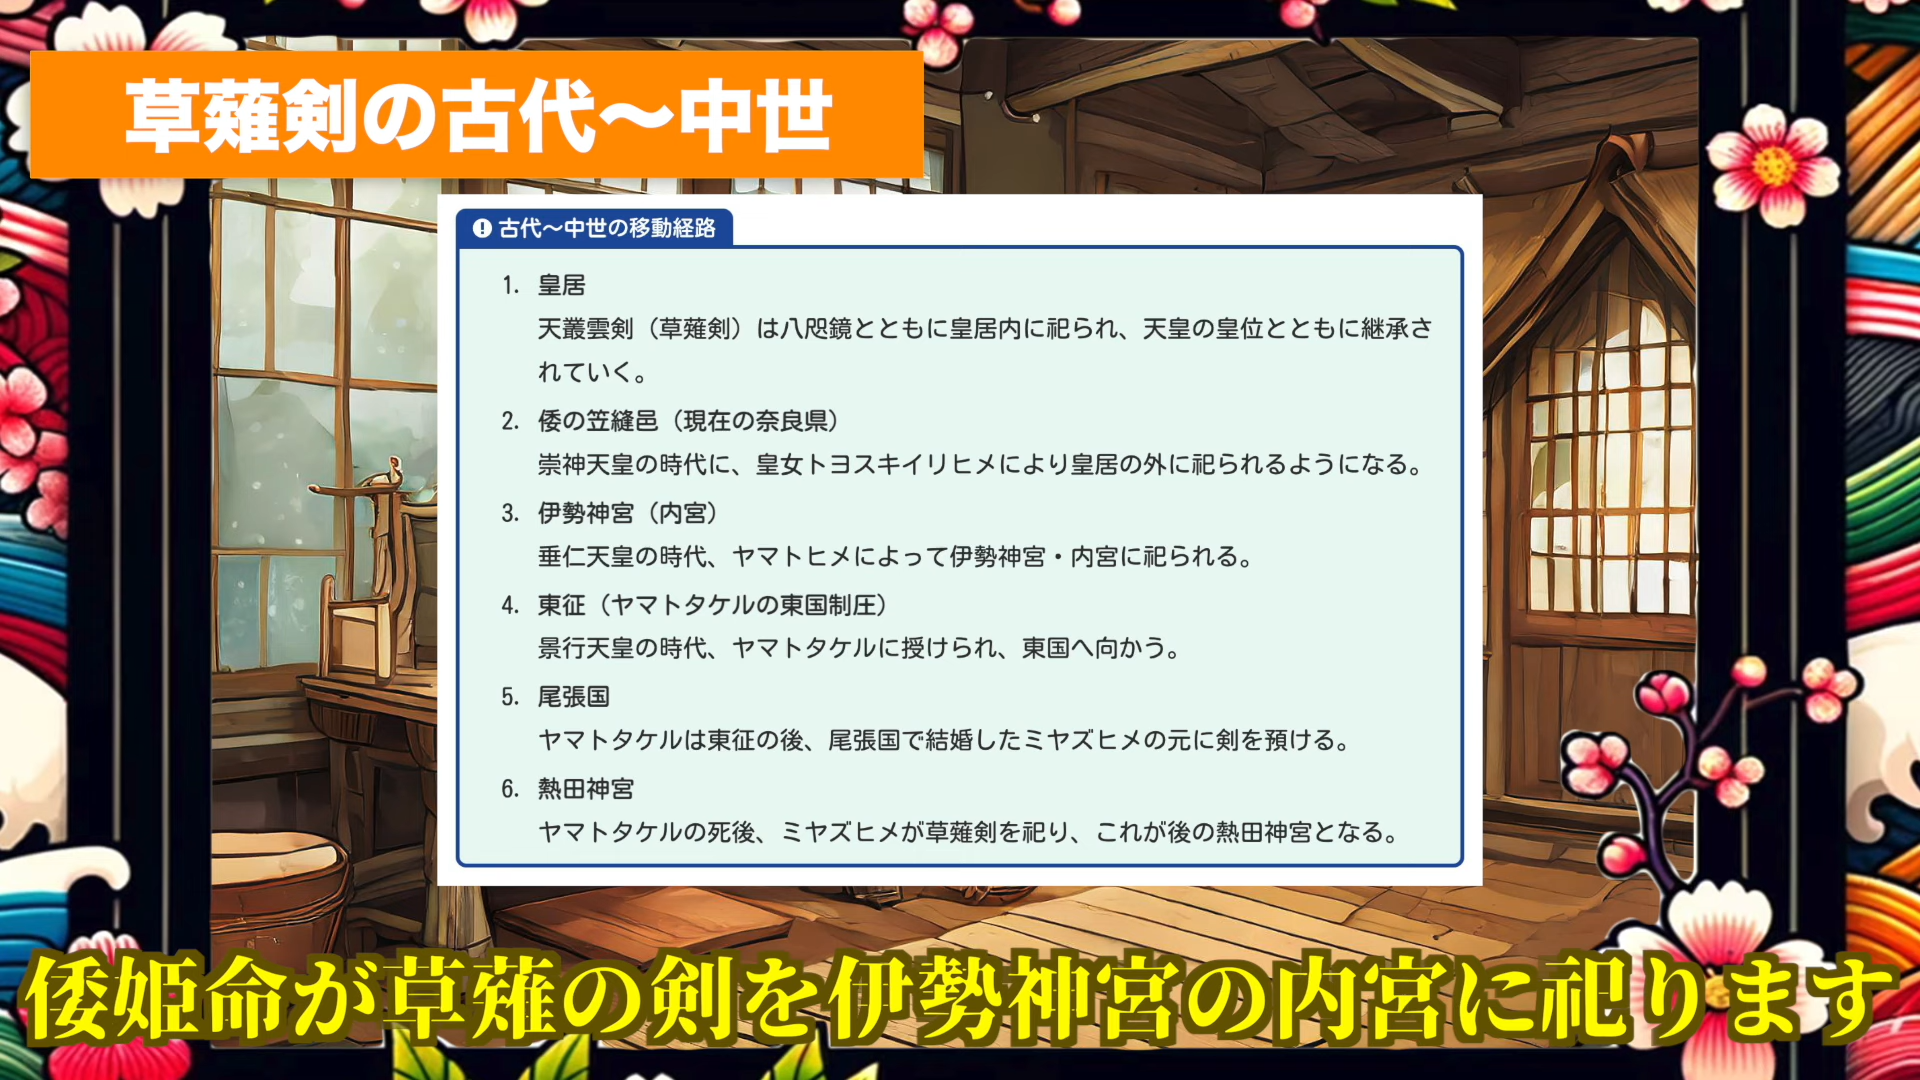 草薙剣の古代～中世
古代～中世の移動経路
1. 皇居
天叢雲剣（草薙剣）は八咫鏡とともに皇居内に祀られ、天皇の皇位とともに継承さ
れていく。
2. 倭の笠縫邑（現在の奈良県）
崇神天皇の時代に、皇女トヨスキイリヒメにより皇居の外に祀られるようになる。
3. 伊勢神宮（内宮）
垂仁天皇の時代、ヤマトヒメによって伊勢神宮・内宮に祀られる。
4. 東征（ヤマトタケルの東国制圧）
景行天皇の時代、ヤマトタケルに授けられ、東国へ向かう。
5. 尾張国
ヤマトタケルは東征の後、尾張国で結婚したミヤズヒメの元に剣を預ける。
6. 熱田神宮
ヤマトタケルの死後、ミヤズヒメが草薙剣を祀り、これが後の熱田神宮となる。
倭姫命が草薙の剣を伊勢神宮の内宮に祀ります